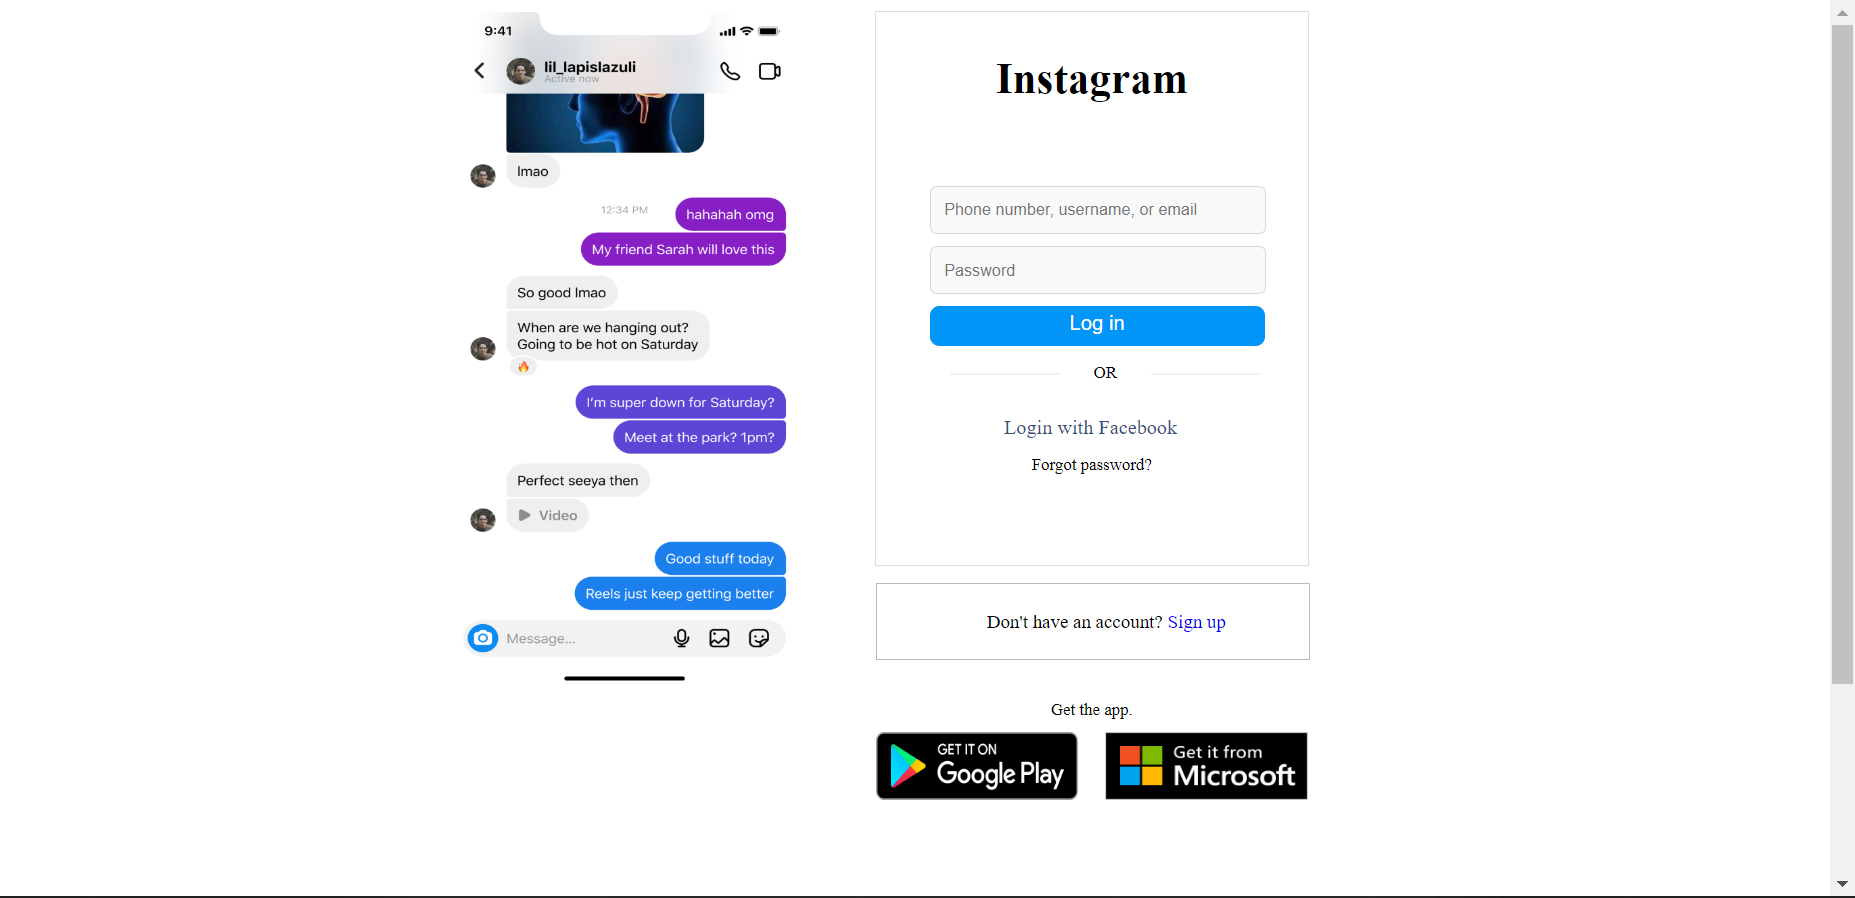 9:41
lil_lapislazuli
Active now
lmao
12:34 PM
hahahah omg
My friend Sarah will love this
So good lmao
When are we hanging out?
Going to be hot on Saturday
🔥
I'm super down for Saturday?
Meet at the park? 1pm?
Perfect seeya then
Video
Good stuff today
Reels just keep getting better
Message...
Instagram
Phone number, username, or email
Password
Log in
OR
Login with Facebook
Forgot password?
Don't have an account? Sign up
Get the app.
GET IT ON
Google Play
Get it from
Microsoft